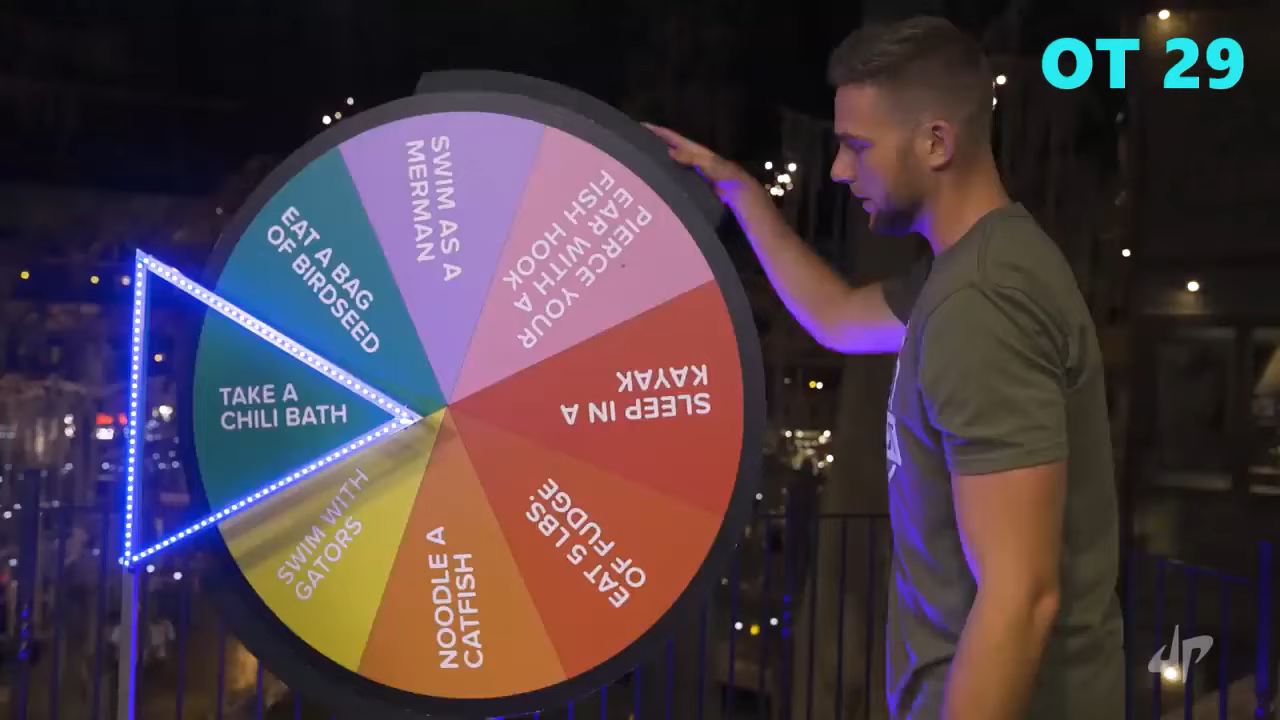 OT 29
SWIM AS A
MERMAN
PIERCE YOUR
EAR WITH A
FISH HOOK
SLEEP IN A
KAYAK
EAT 5 LBS.
OF FUDGE
NOODLE A
CATFISH
SWIM WITH
GATORS
TAKE A
CHILI BATH
EAT A BAG
OF BIRDSEED
dp